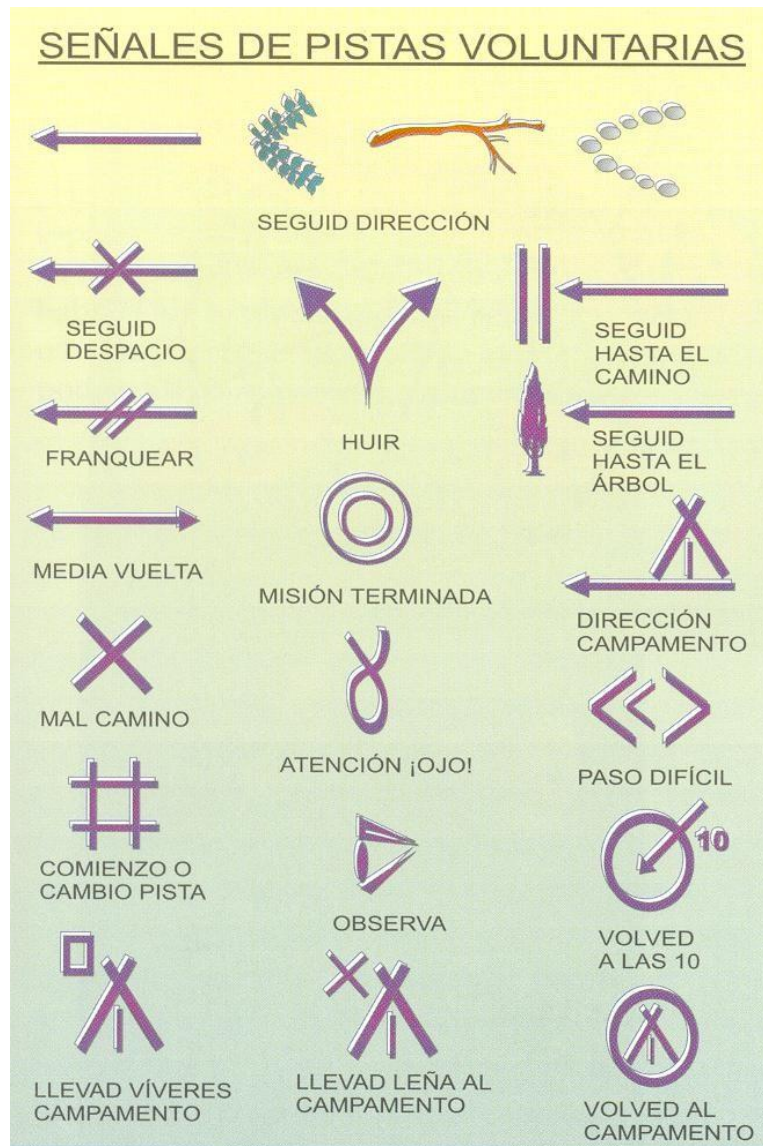 SEÑALES DE PISTAS VOLUNTARIAS
SEGUID DIRECCIÓN
SEGUID
DESPACIO
HUIR
SEGUID
HASTA EL
CAMINO
FRANQUEAR
SEGUID
HASTA EL
ÁRBOL
MEDIA VUELTA
MISIÓN TERMINADA
DIRECCIÓN
CAMPAMENTO
MAL CAMINO
ATENCIÓN ¡OJO!
PASO DIFÍCIL
COMIENZO O
CAMBIO PISTA
OBSERVA
10
VOLVED
A LAS 10
LLEVAD VÍVERES
CAMPAMENTO
LLEVAD LEÑA AL
CAMPAMENTO
VOLVED AL
CAMPAMENTO